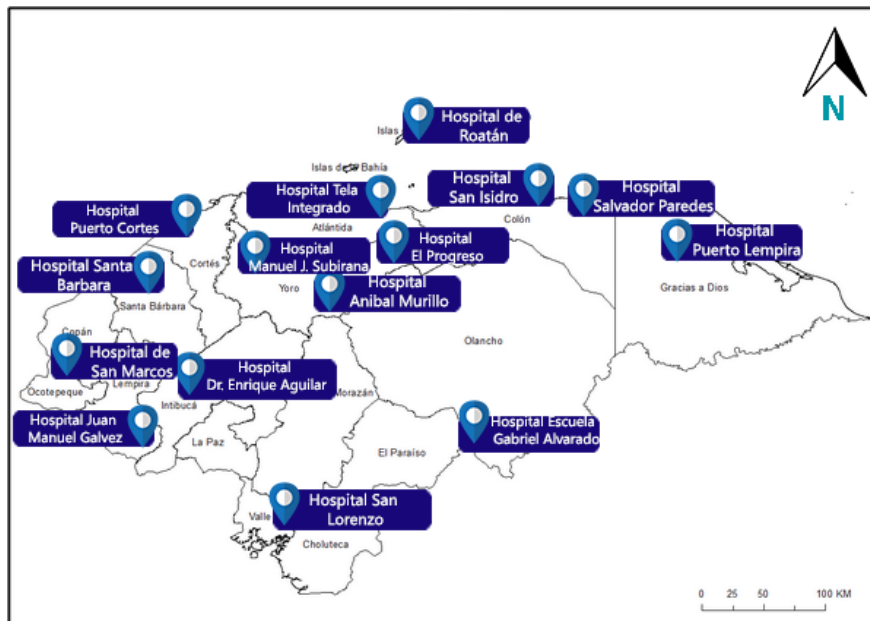 N
Hospital de
Roatán
Islas
Islas de la Bahía
Hospital Tela
Integrado
Hospital
San Isidro
Hospital
Salvador Paredes
Hospital
Puerto Cortes
Atlántida
Colón
Hospital
Manuel J. Subirana
Hospital
El Progreso
Hospital
Puerto Lempira
Cortés
Hospital Santa
Barbara
Yoro
Hospital
Anibal Murillo
Gracias a Dios
Santa Bárbara
Copán
Olancho
Hospital de
San Marcos
Hospital
Dr. Enrique Aguilar
Lempira
Ocotepeque
Morazán
Intibucá
Hospital Juan
Manuel Galvez
La Paz
Hospital Escuela
Gabriel Alvarado
El Paraíso
Hospital San
Lorenzo
Valle
Choluteca
0 25 50 100 KM